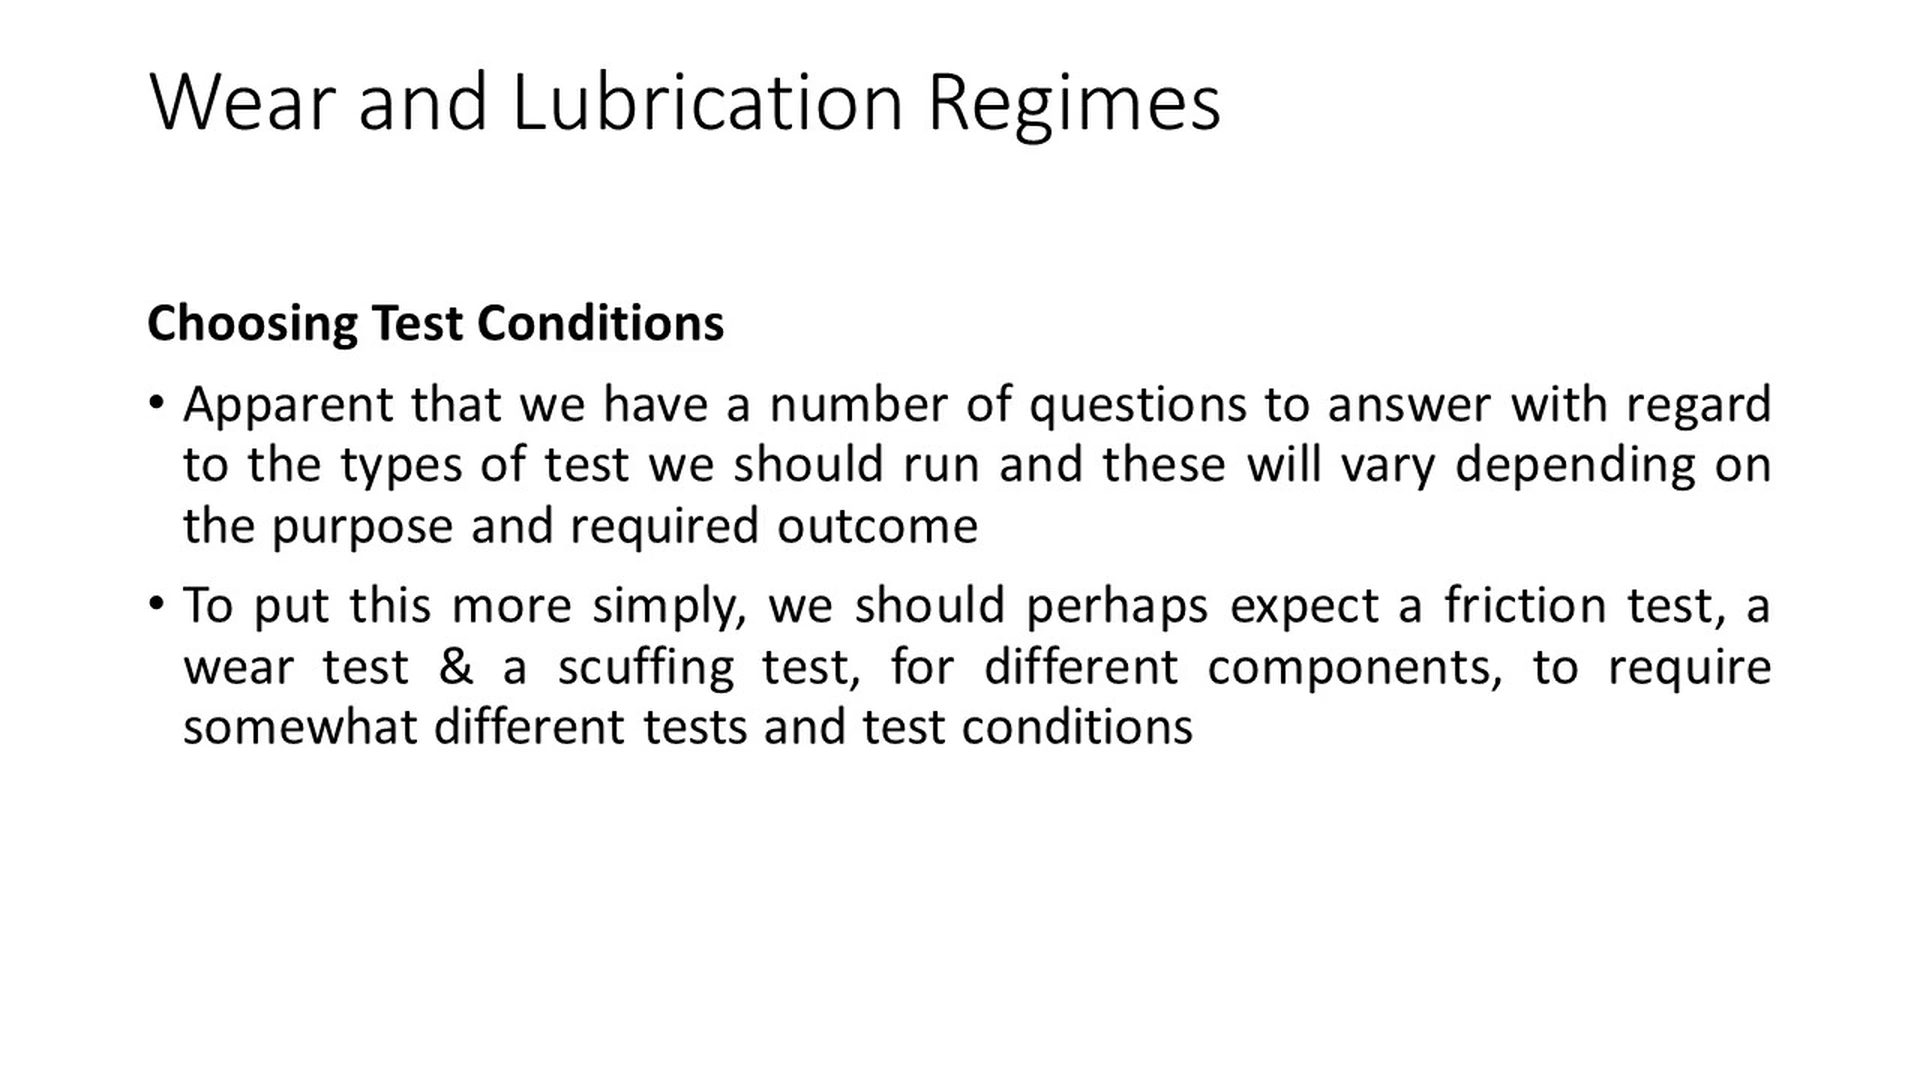 Wear and Lubrication Regimes
Choosing Test Conditions
• Apparent that we have a number of questions to answer with regard
to the types of test we should run and these will vary depending on
the purpose and required outcome
• To put this more simply, we should perhaps expect a friction test, a
wear test & a scuffing test, for different components, to require
somewhat different tests and test conditions